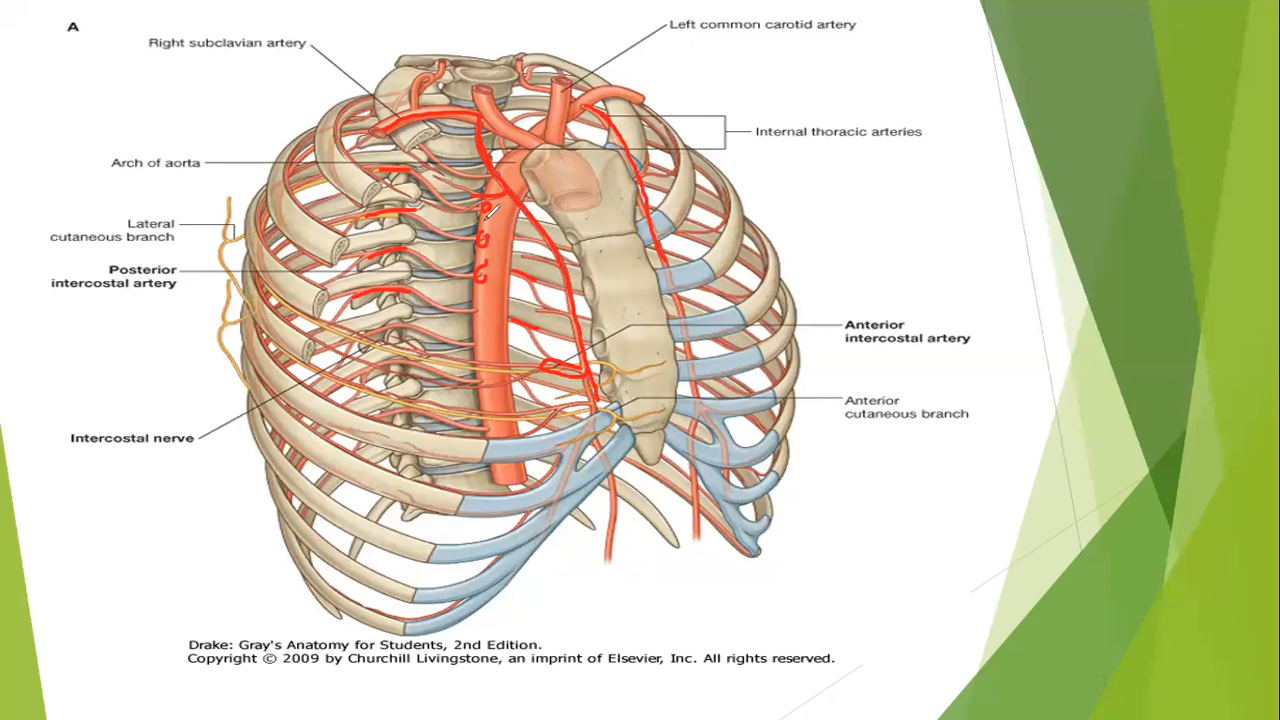 A
Left common carotid artery
Right subclavian artery
Internal thoracic arteries
Arch of aorta
Lateral
cutaneous branch
Posterior
intercostal artery
Anterior
intercostal artery
Anterior
cutaneous branch
Intercostal nerve
Drake: Gray's Anatomy for Students, 2nd Edition.
Copyright © 2009 by Churchill Livingstone, an imprint of Elsevier, Inc. All rights reserved.